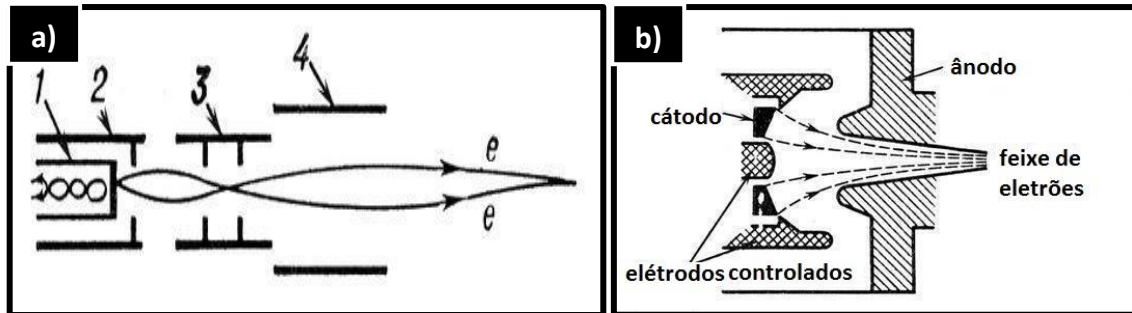 a)
1
2
3
4
e
e
b)
ânodo
cátodo
feixe de
eletrões
elétrodos controlados